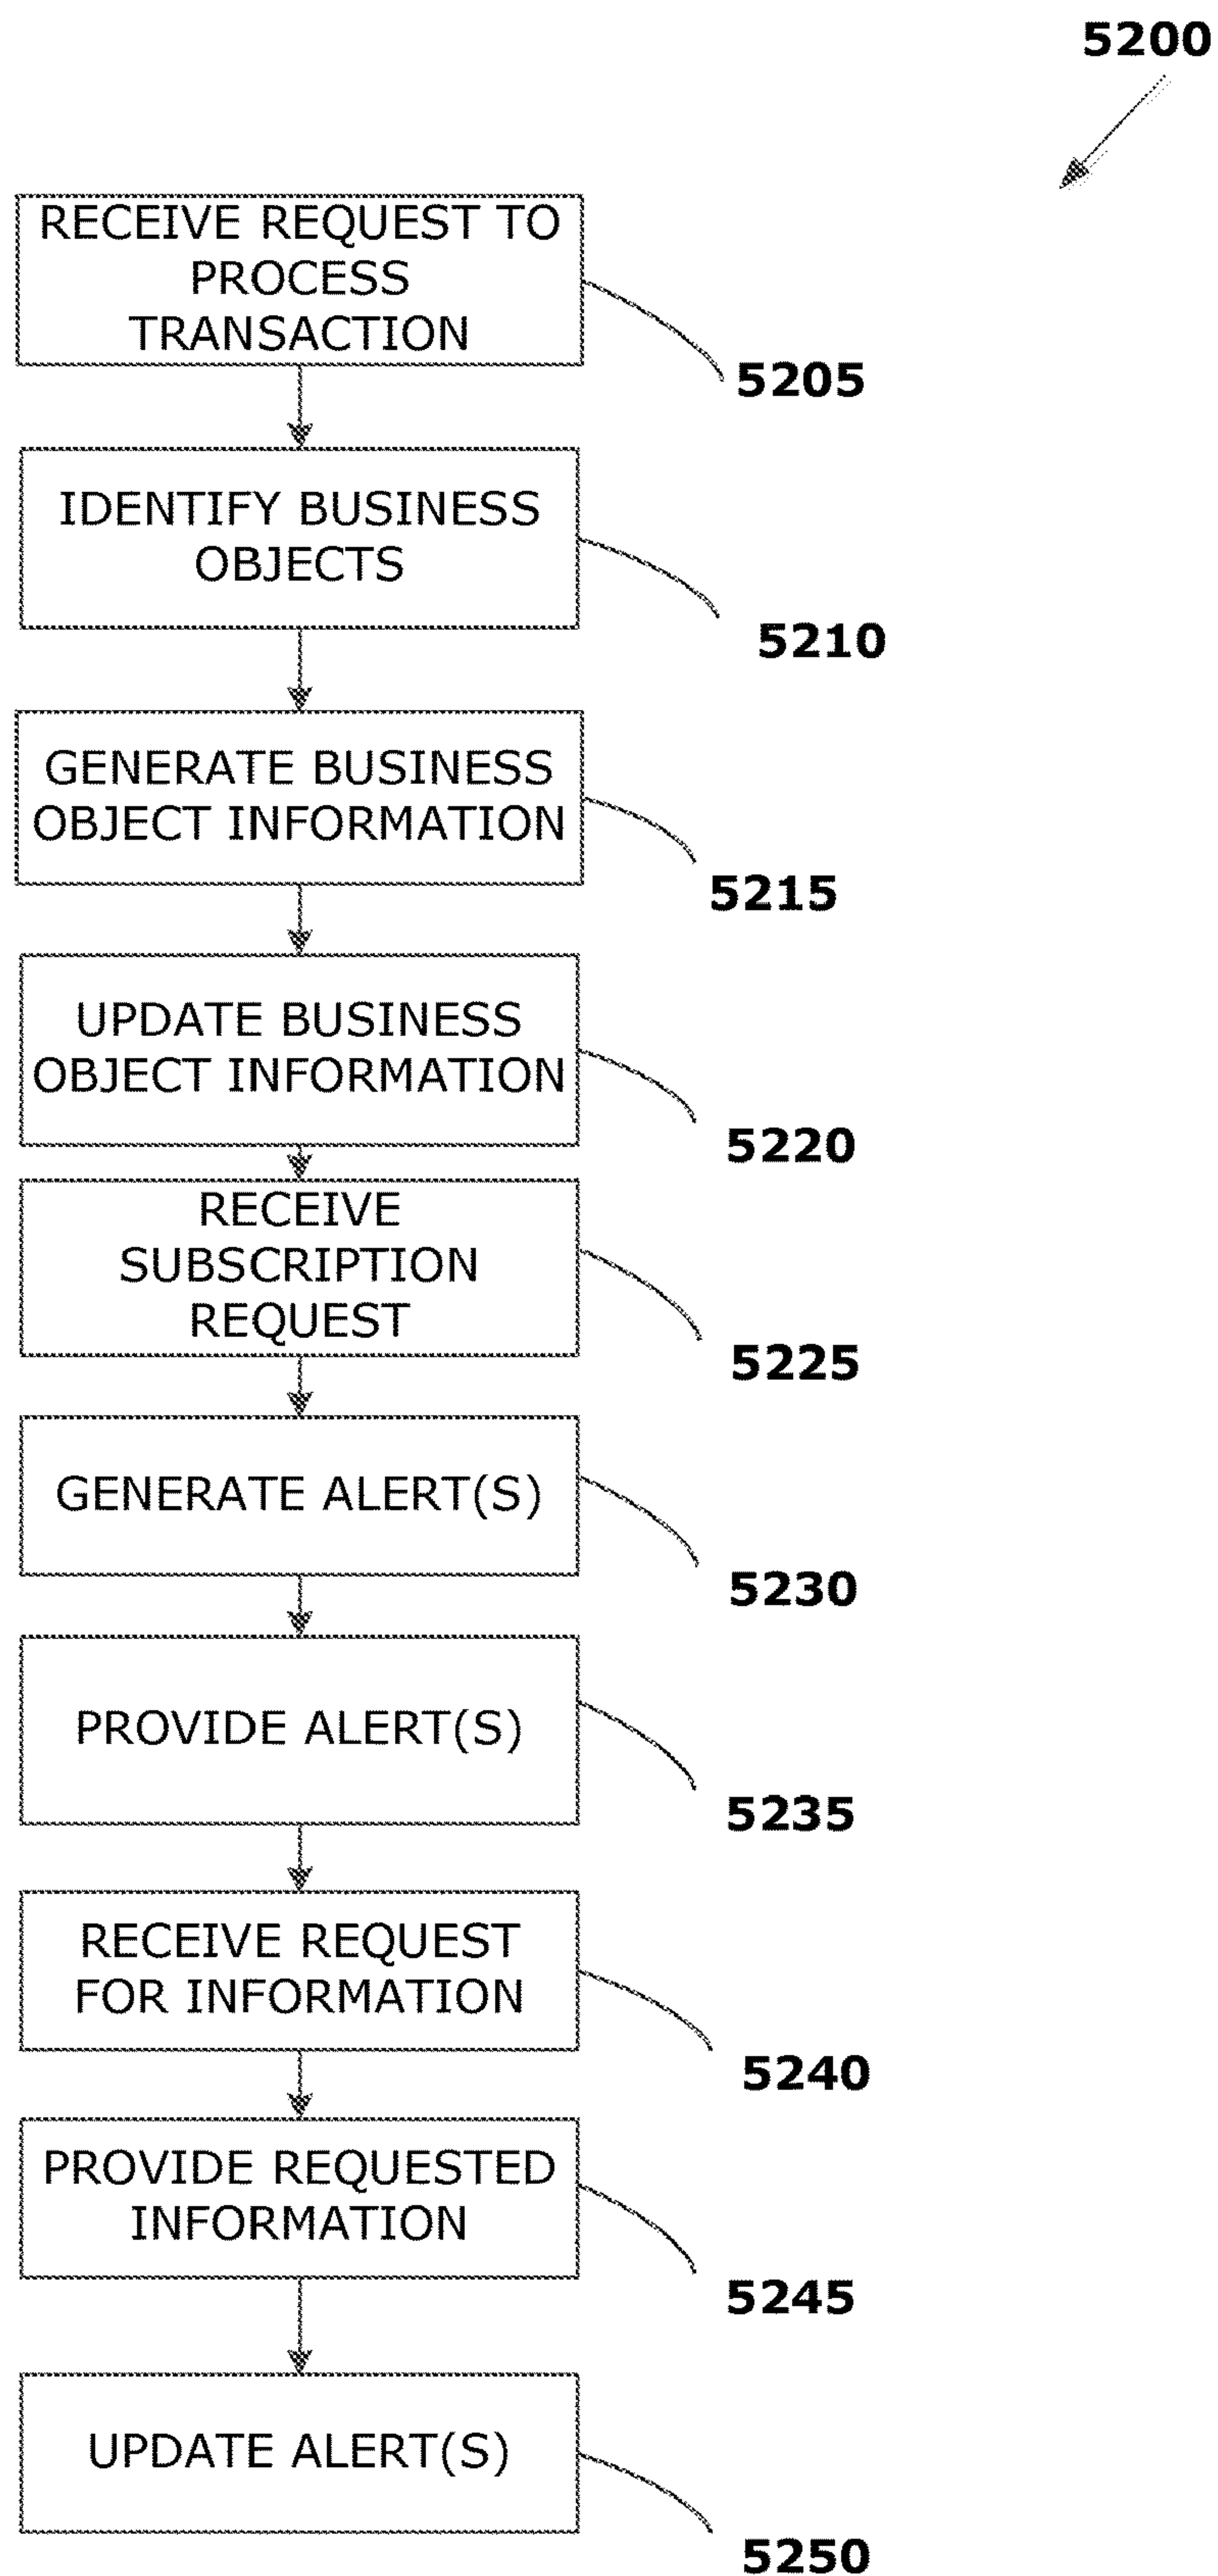 5200
RECEIVE REQUEST TO
PROCESS
TRANSACTION
5205
IDENTIFY BUSINESS
OBJECTS
5210
GENERATE BUSINESS
OBJECT INFORMATION
5215
UPDATE BUSINESS
OBJECT INFORMATION
5220
RECEIVE
SUBSCRIPTION
REQUEST
5225
GENERATE ALERT(S)
5230
PROVIDE ALERT(S)
5235
RECEIVE REQUEST
FOR INFORMATION
5240
PROVIDE REQUESTED
INFORMATION
5245
UPDATE ALERT(S)
5250